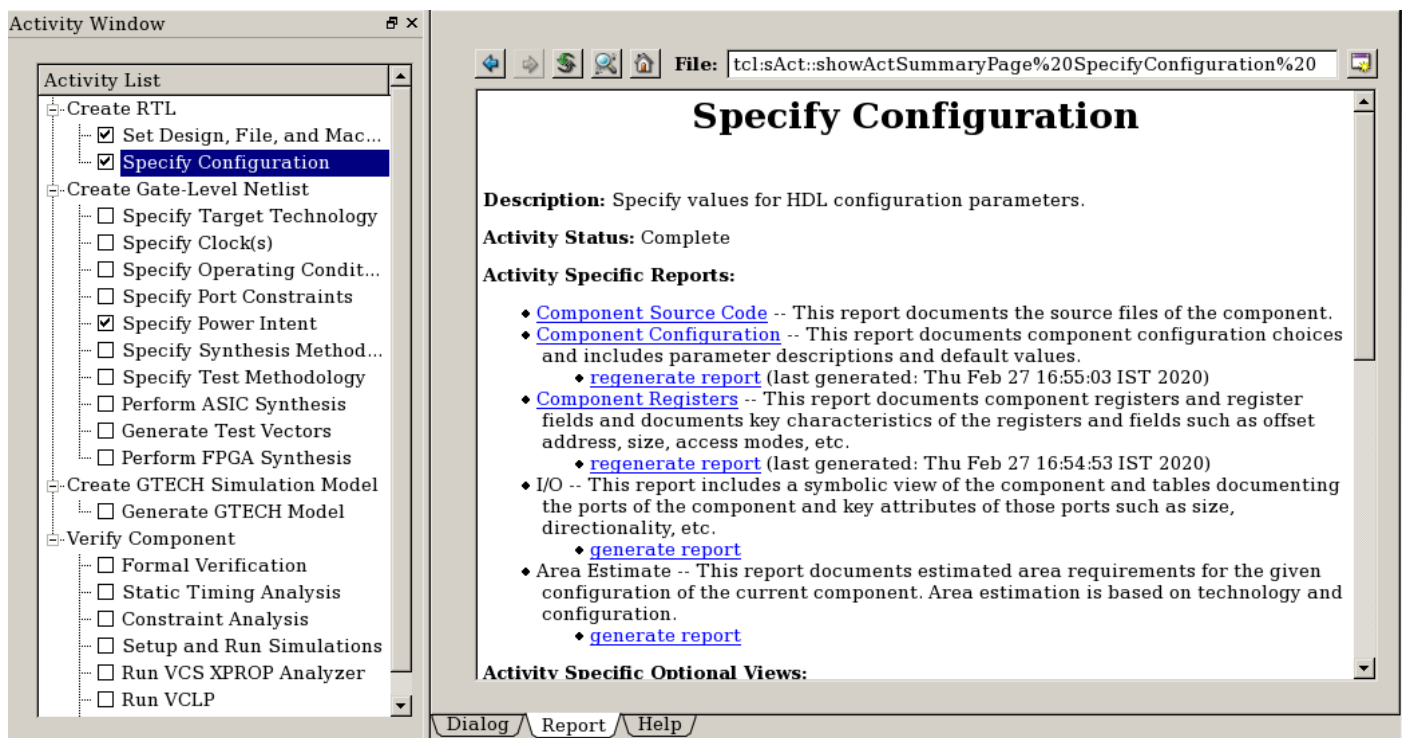 Activity Window
Activity List
Create RTL
Set Design, File, and Mac...
Specify Configuration
Create Gate-Level Netlist
Specify Target Technology
Specify Clock(s)
Specify Operating Condit...
Specify Port Constraints
Specify Power Intent
Specify Synthesis Method...
Specify Test Methodology
Perform ASIC Synthesis
Generate Test Vectors
Perform FPGA Synthesis
Create GTECH Simulation Model
Generate GTECH Model
Verify Component
Formal Verification
Static Timing Analysis
Constraint Analysis
Setup and Run Simulations
Run VCS XPROP Analyzer
Run VCLP
File: tcl:sAct::showActSummaryPage%20SpecifyConfiguration%20
Specify Configuration
Description: Specify values for HDL configuration parameters.
Activity Status: Complete
Activity Specific Reports:
Component Source Code -- This report documents the source files of the component.
Component Configuration -- This report documents component configuration choices
and includes parameter descriptions and default values.
regenerate report (last generated: Thu Feb 27 16:55:03 IST 2020)
Component Registers -- This report documents component registers and register
fields and documents key characteristics of the registers and fields such as offset
address, size, access modes, etc.
regenerate report (last generated: Thu Feb 27 16:54:53 IST 2020)
I/O -- This report includes a symbolic view of the component and tables documenting
the ports of the component and key attributes of those ports such as size,
directionality, etc.
generate report
Area Estimate -- This report documents estimated area requirements for the given
configuration of the current component. Area estimation is based on technology and
configuration.
generate report
Activity Specific Optional Views:
Dialog Report Help